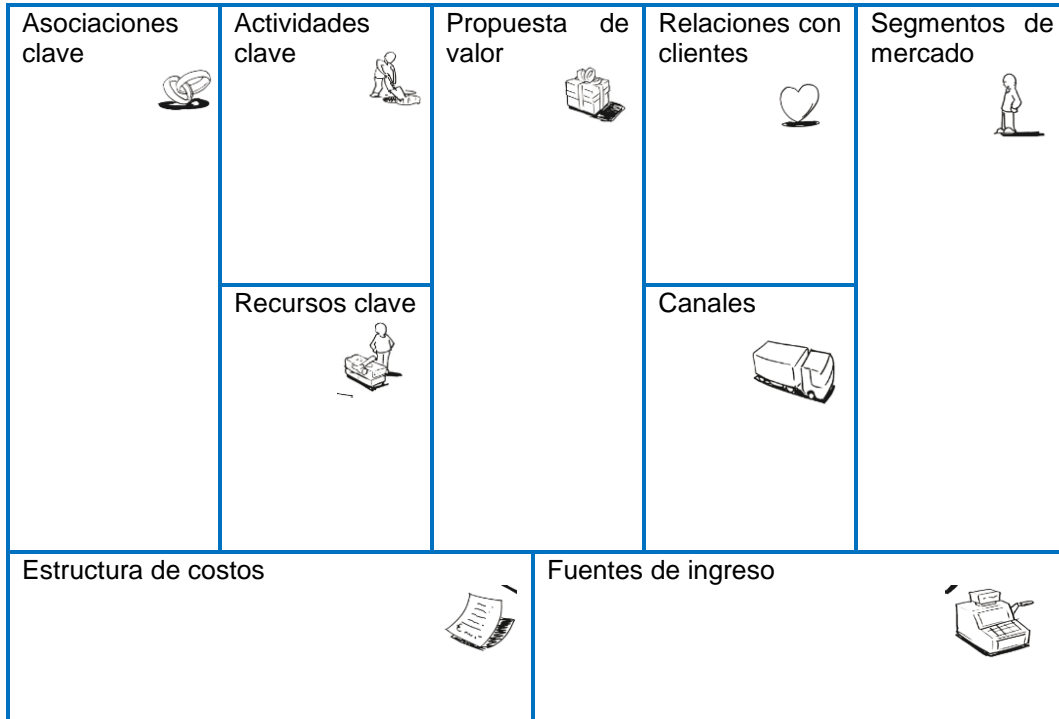 Asociaciones
clave
Actividades
clave
Propuesta de
valor
Relaciones con
clientes
Segmentos de
mercado
Recursos clave
Canales
Estructura de costos
Fuentes de ingreso